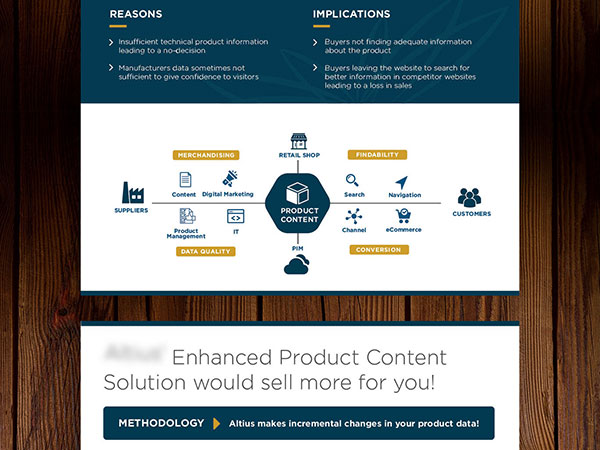 REASONS
Insufficient technical product information
leading to a no-decision
Manufacturers data sometimes not
sufficient to give confidence to visitors
IMPLICATIONS
Buyers not finding adequate information
about the product
Buyers leaving the website to search for
better information in competitor websites
leading to a loss in sales
RETAIL SHOP
MERCHANDISING
FINDABILITY
Content
Digital Marketing
Search
Navigation
SUPPLIERS
PRODUCT
CONTENT
CUSTOMERS
Product
Management
IT
Channel
eCommerce
DATA QUALITY
PIM
CONVERSION
Enhanced Product Content
Solution would sell more for you!
METHODOLOGY
Altius makes incremental changes in your product data!